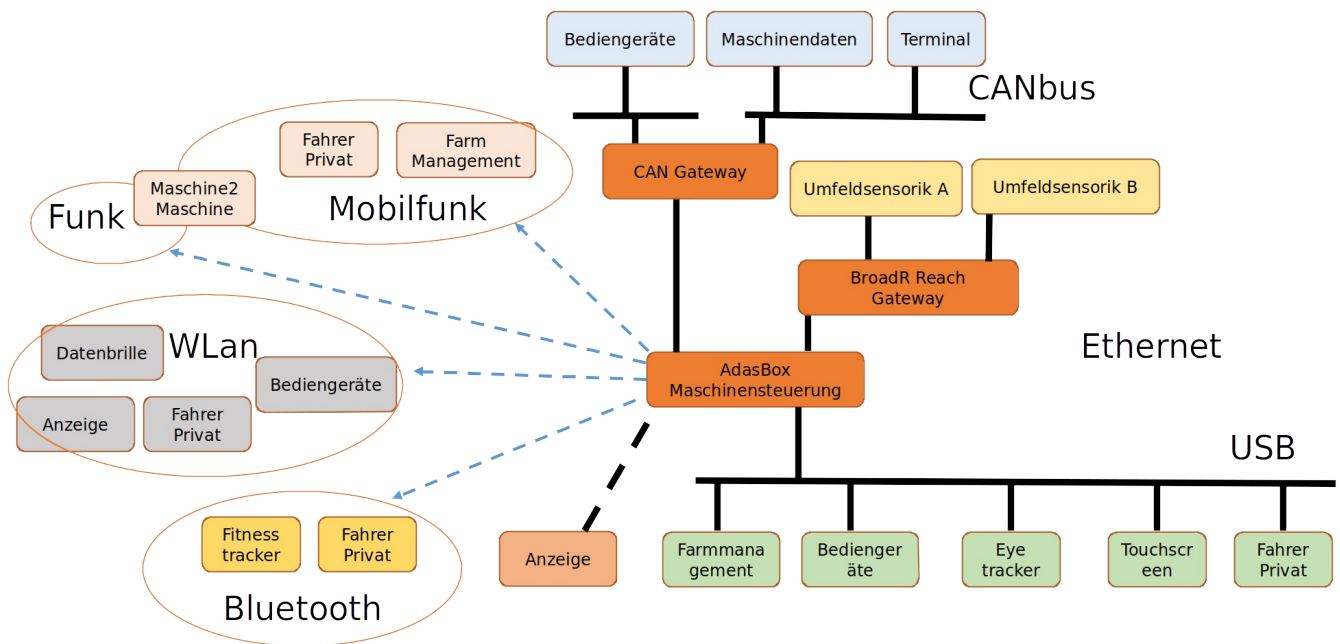 Bediengeräte
Maschinendaten
Terminal
CANbus
Fahrer
Privat
Farm
Management
CAN Gateway
Maschine2
Maschine
Funk
Mobilfunk
Umfeldsensorik A
Umfeldsensorik B
BroadR Reach
Gateway
Ethernet
Datenbrille
WLan
Bediengeräte
Anzeige
Fahrer
Privat
AdasBox
Maschinensteuerung
USB
Fitness
tracker
Fahrer
Privat
Bluetooth
Anzeige
Farmmana
gement
Bedienger
äte
Eye
tracker
Touchscr
een
Fahrer
Privat